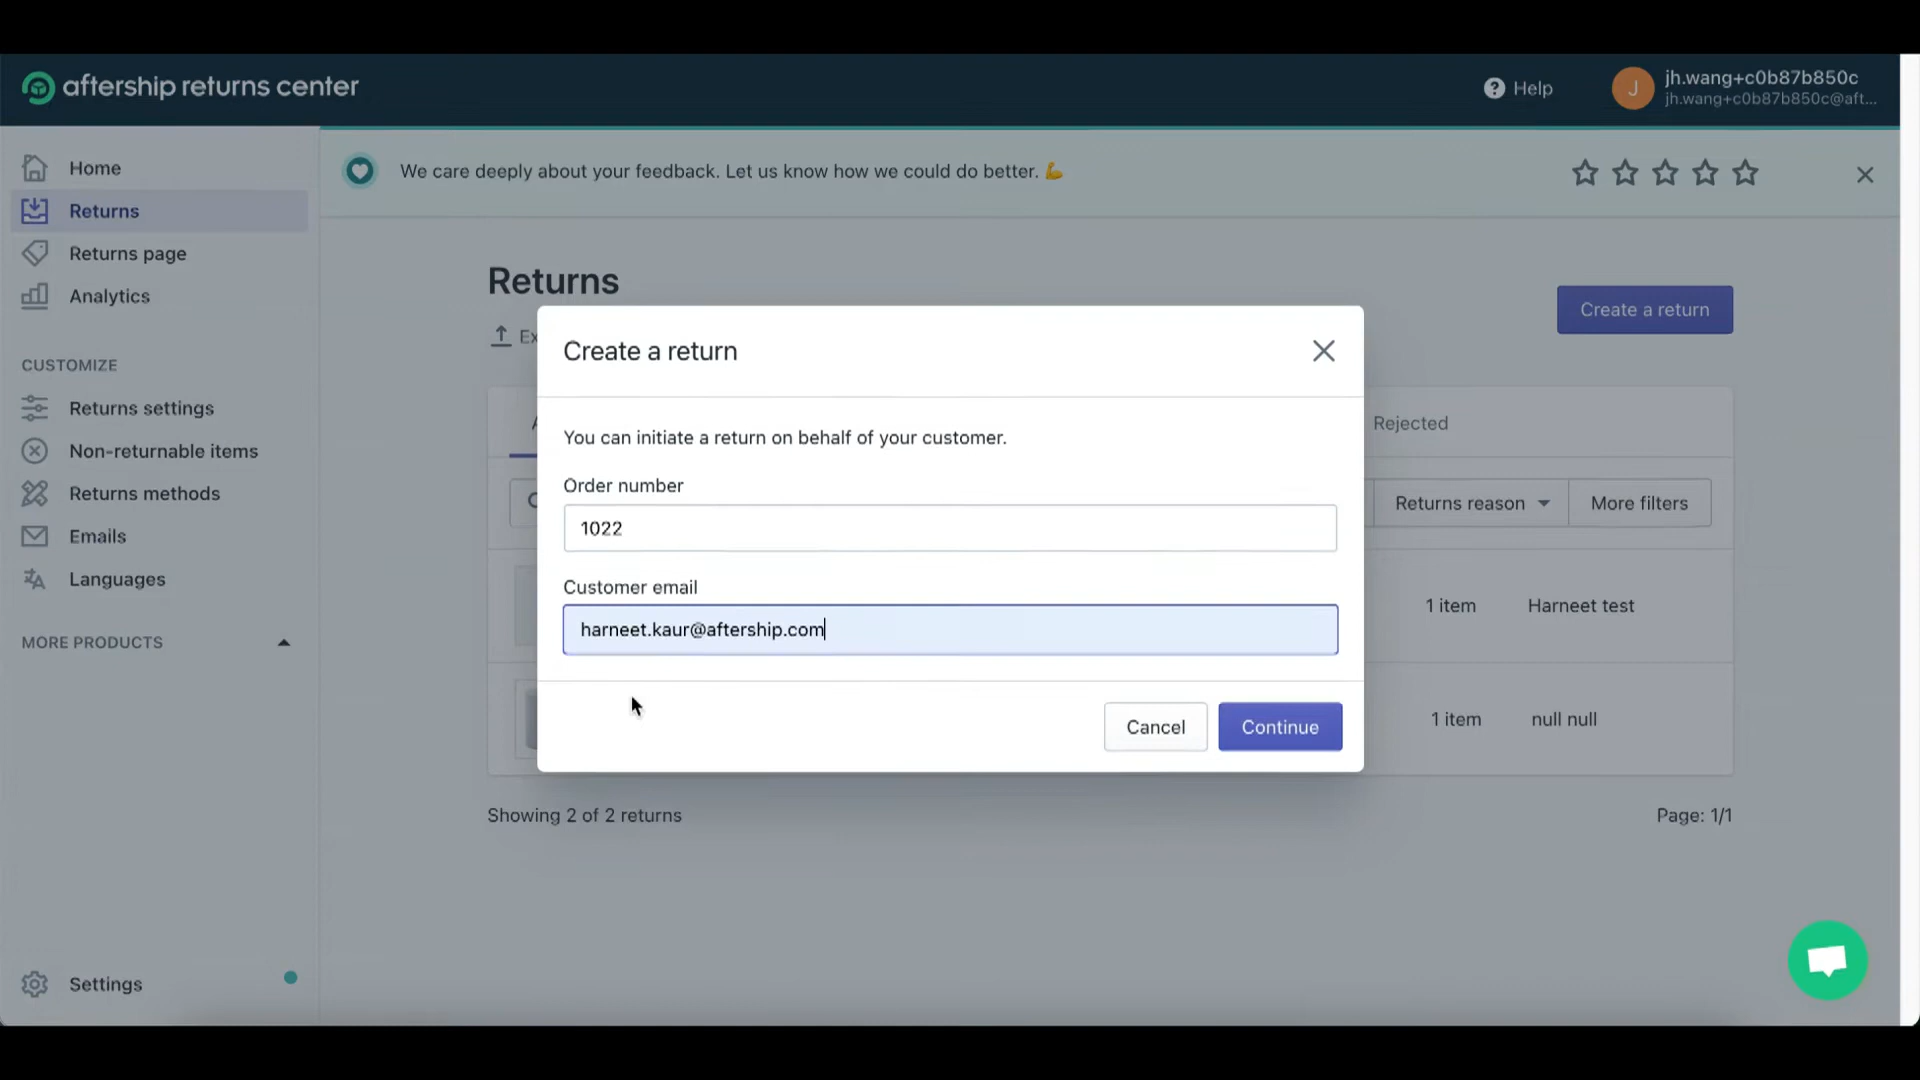 aftership returns center
Help
J
jh.wang+c0b87b850c
jh.wang+c0b87b850c@aft...
Home
Returns
Returns page
Analytics
CUSTOMIZE
Returns settings
Non-returnable items
Returns methods
Emails
Languages
MORE PRODUCTS
Settings
We care deeply about your feedback. Let us know how we could do better. 💪
Returns
Create a return
Ex
Create a return
You can initiate a return on behalf of your customer.
Order number
1022
Customer email
harneet.kaur@aftership.com
Cancel
Continue
Rejected
Returns reason
More filters
1 item
Harneet test
1 item
null null
Showing 2 of 2 returns
Page: 1/1